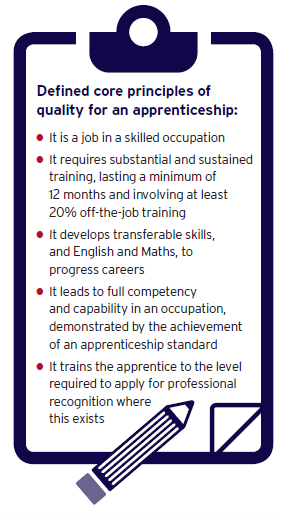 Defined core principles of
quality for an apprenticeship:
• It is a job in a skilled occupation
• It requires substantial and sustained
training, lasting a minimum of
12 months and involving at least
20% off-the-job training
• It develops transferable skills,
and English and Maths, to
progress careers
• It leads to full competency
and capability in an occupation,
demonstrated by the achievement
of an apprenticeship standard
• It trains the apprentice to the level
required to apply for professional
recognition where
this exists